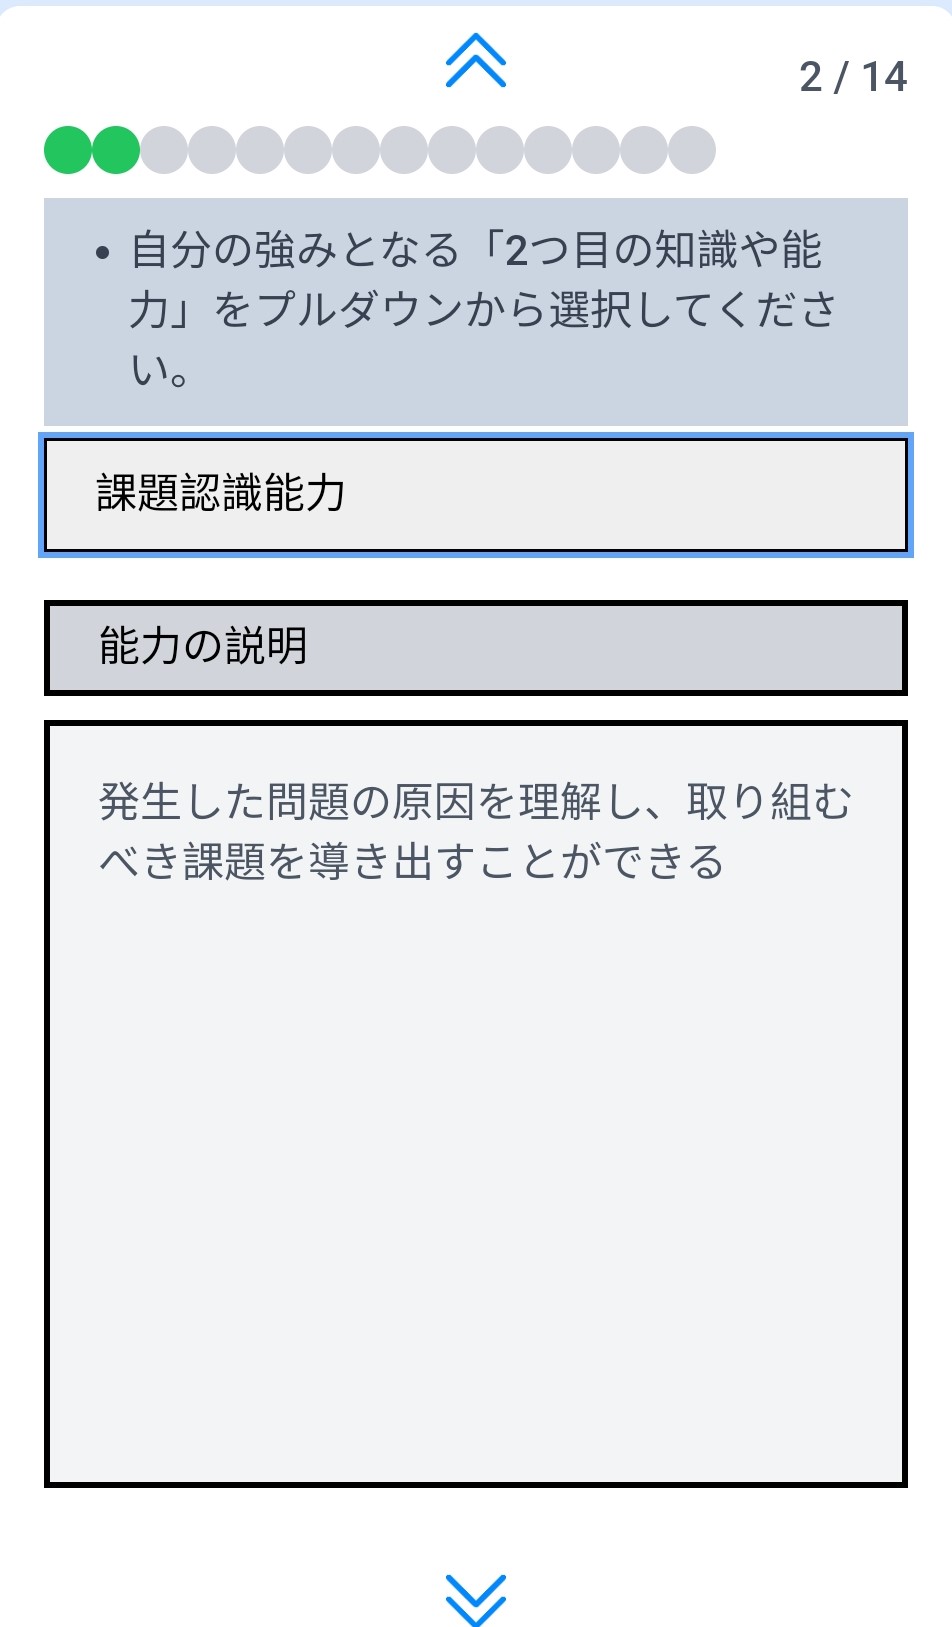 2 / 14
• 自分の強みとなる「2つ目の知識や能
力」をプルダウンから選択してくださ
い。
課題認識能力
能力の説明
発生した問題の原因を理解し、取り組む
べき課題を導き出すことができる